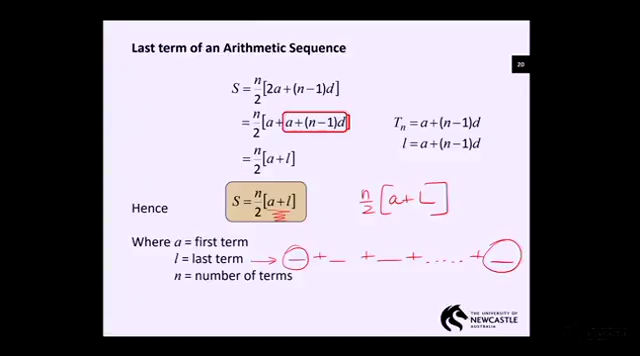 Last term of an Arithmetic Sequence
20
S = n/2 [2a + (n − 1)d]
= n/2 [a + a + (n − 1)d]
Tₙ = a + (n − 1)d
= n/2 [a + l]
l = a + (n − 1)d
Hence
S = n/2 [a + l]
n/2 [a + L]
Where a = first term
l = last term → _ + _ + _ + ..... + _
n = number of terms
THE UNIVERSITY OF
NEWCASTLE
AUSTRALIA